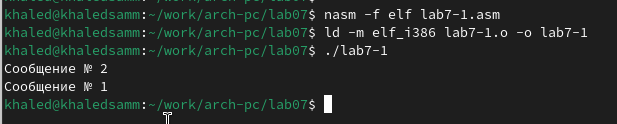 khaled@khaledsamm:~/work/arch-pc/lab07$ nasm -f elf lab7-1.asm
khaled@khaledsamm:~/work/arch-pc/lab07$ ld -m elf_i386 lab7-1.o -o lab7-1
khaled@khaledsamm:~/work/arch-pc/lab07$ ./lab7-1
Сообщение № 2
Сообщение № 1
khaled@khaledsamm:~/work/arch-pc/lab07$